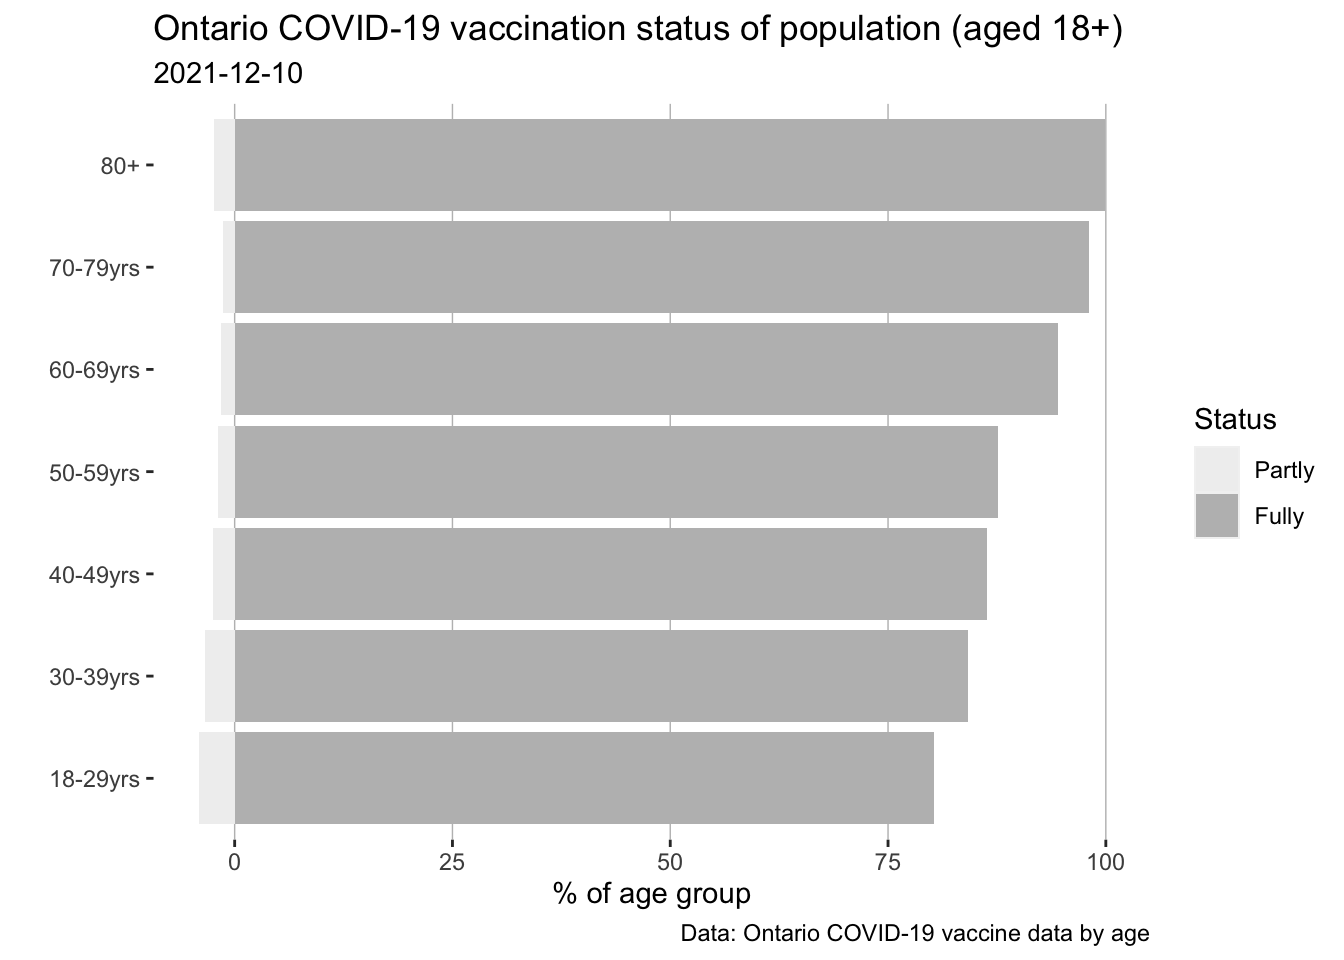 Ontario COVID-19 vaccination status of population (aged 18+)
2021-12-10
80+
70-79yrs
60-69yrs
50-59yrs
40-49yrs
30-39yrs
18-29yrs
0 25 50 75 100
% of age group
Status
Partly
Fully
Data: Ontario COVID-19 vaccine data by age